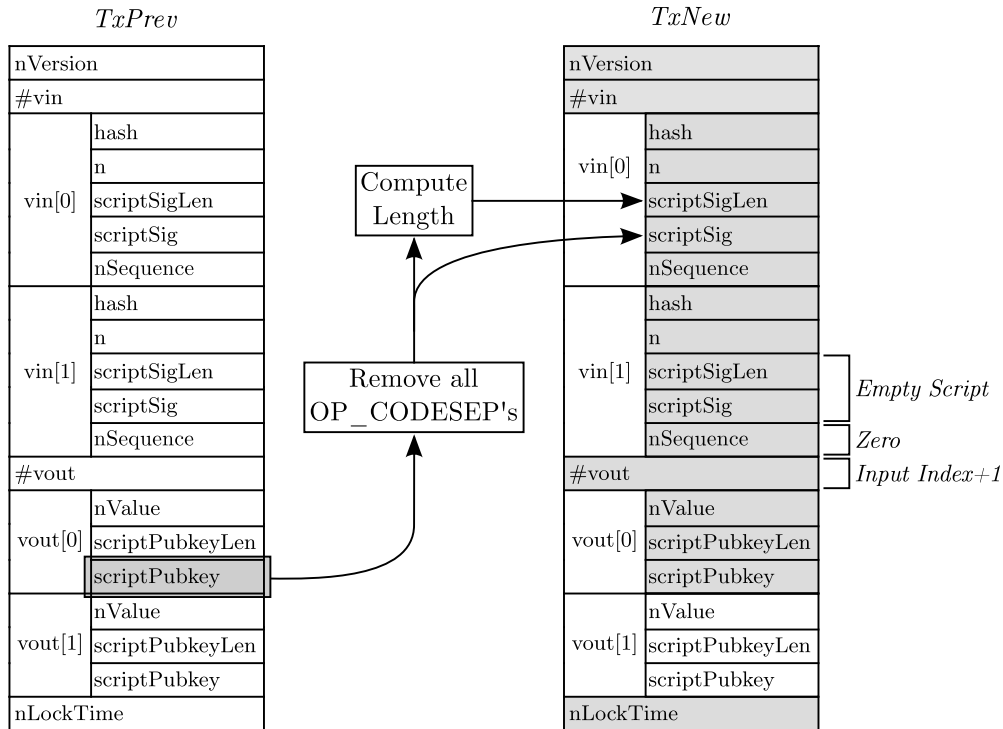 TxPrev
nVersion
#vin
vin[0]
hash
n
scriptSigLen
scriptSig
nSequence
vin[1]
hash
n
scriptSigLen
scriptSig
nSequence
#vout
vout[0]
nValue
scriptPubkeyLen
scriptPubkey
vout[1]
nValue
scriptPubkeyLen
scriptPubkey
nLockTime
Compute
Length
Remove all
OP_CODESEP's
TxNew
nVersion
#vin
vin[0]
hash
n
scriptSigLen
scriptSig
nSequence
vin[1]
hash
n
scriptSigLen
scriptSig
nSequence
#vout
vout[0]
nValue
scriptPubkeyLen
scriptPubkey
vout[1]
nValue
scriptPubkeyLen
scriptPubkey
nLockTime
Empty Script
Zero
Input Index+1